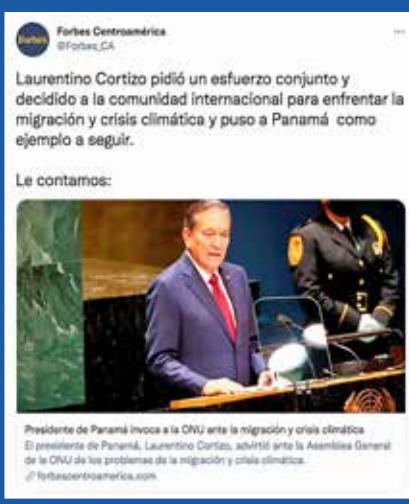 Forbes
Forbes Centroamérica
@Forbes_CA
Laurentino Cortizo pidió un esfuerzo conjunto y
decidido a la comunidad internacional para enfrentar la
migración y crisis climática y puso a Panamá como
ejemplo a seguir.
Le contamos:
Presidente de Panamá invoca a la ONU ante la migración y crisis climática
El presidente de Panamá, Laurentino Cortizo, advirtió ante la Asamblea General
de la ONU de los problemas de la migración y crisis climática.
forbescentroamerica.com